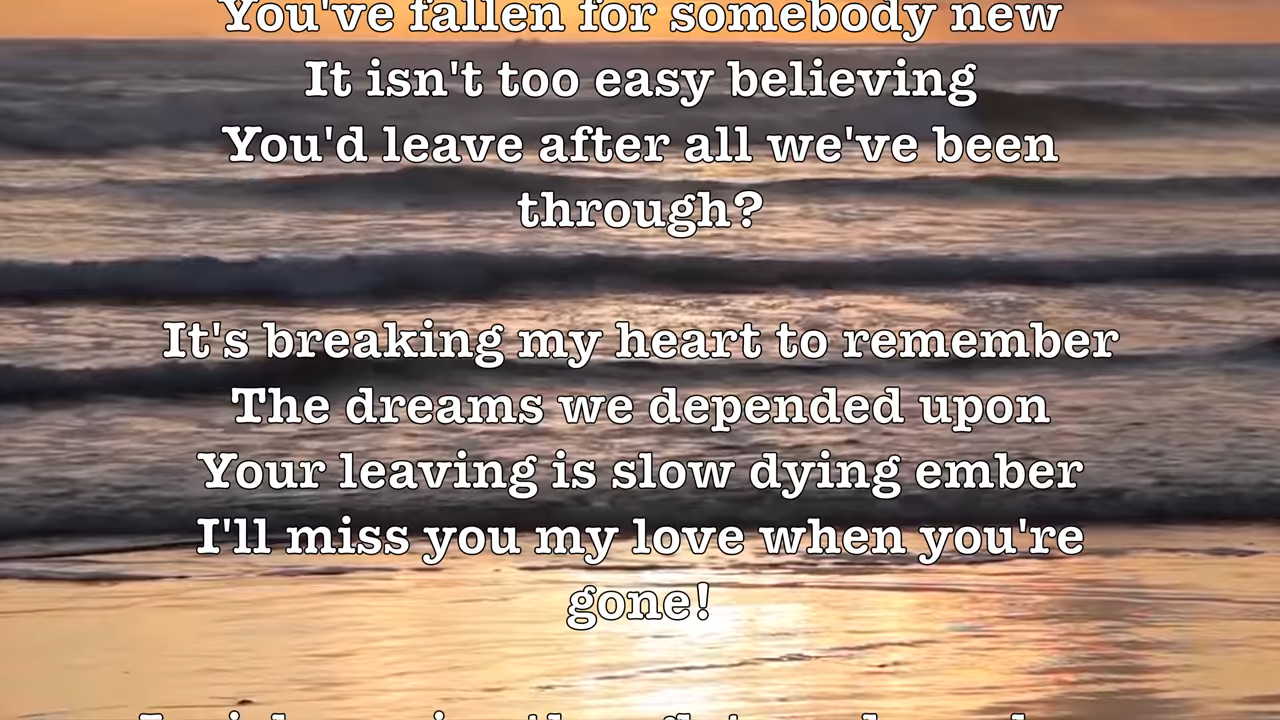 You've fallen for somebody new
It isn't too easy believing
You'd leave after all we've been
through?
It's breaking my heart to remember
The dreams we depended upon
Your leaving is slow dying ember
I'll miss you my love when you're
gone!